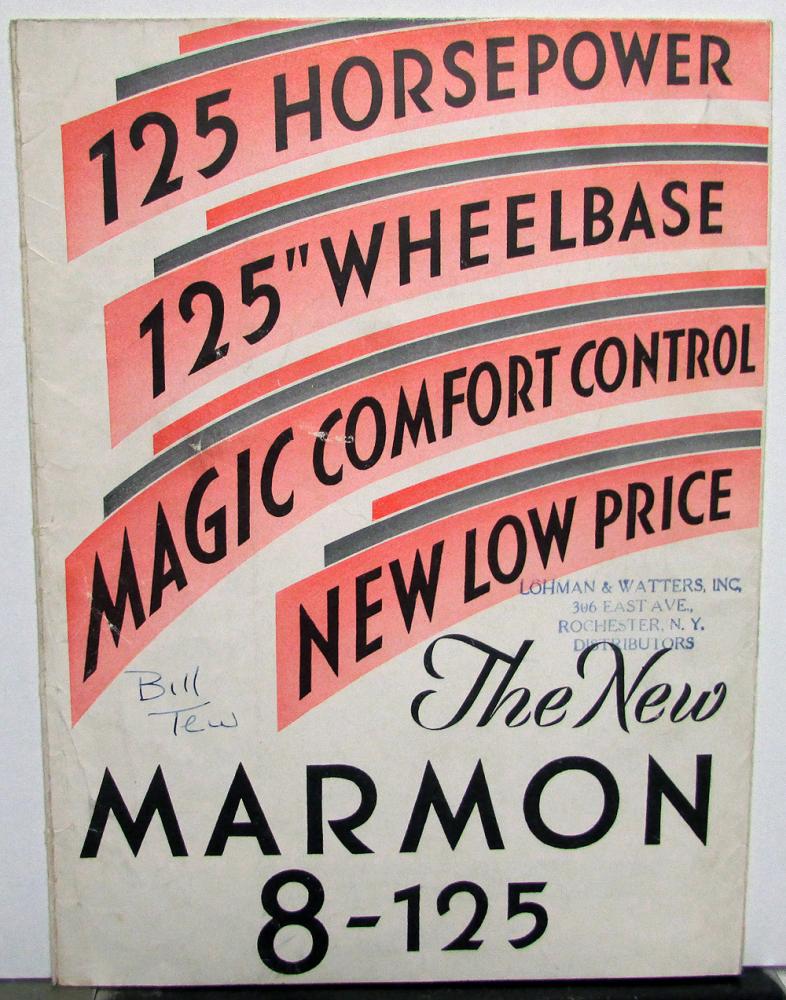 125 HORSEPOWER
125" WHEELBASE
MAGIC COMFORT CONTROL
NEW LOW PRICE
LOHMAN & WATTERS, INC,
306 EAST AVE.,
ROCHESTER, N. Y.
DISTRIBUTORS
Bill
Tew
The New
MARMON
8-125